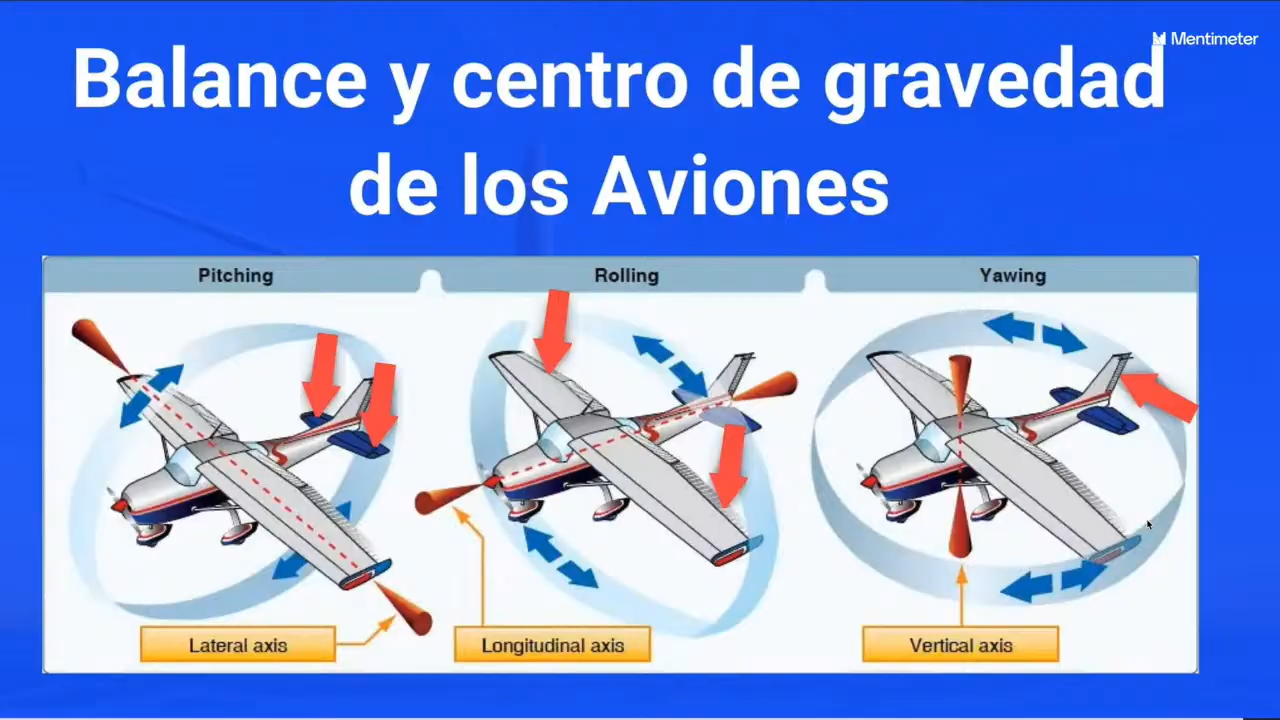 Mentimeter
Balance y centro de gravedad
de los Aviones
Pitching
Rolling
Yawing
Lateral axis
Longitudinal axis
Vertical axis